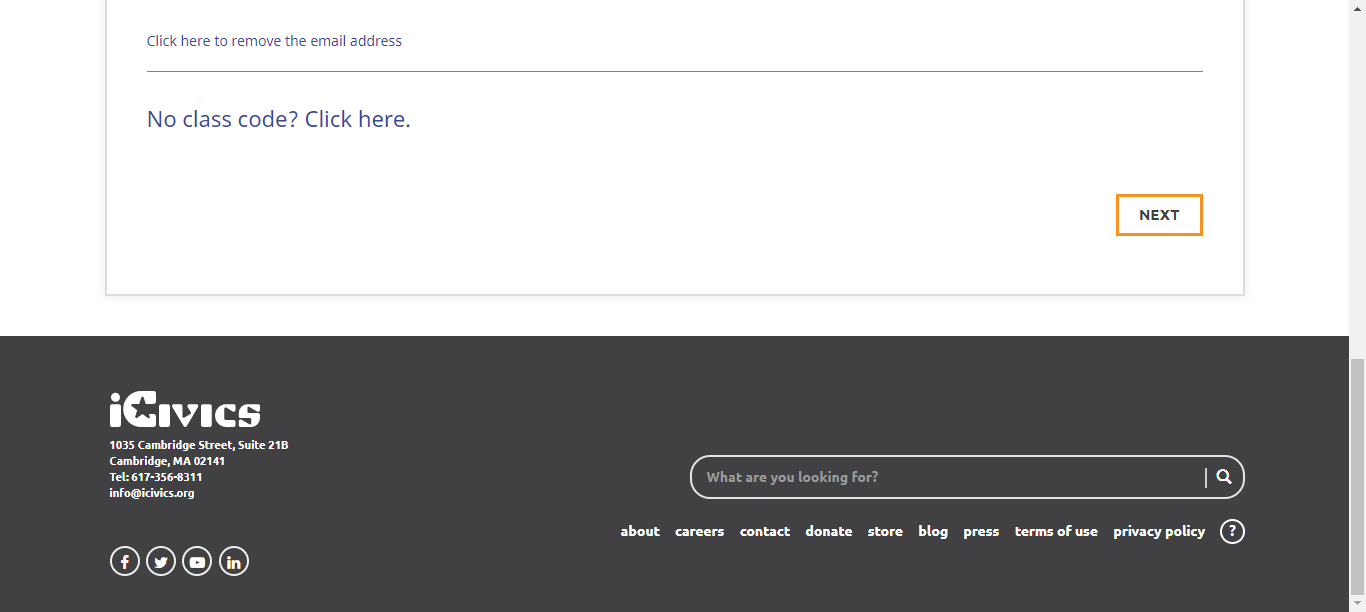 Click here to remove the email address
No class code? Click here.
NEXT
iCivics
1035 Cambridge Street, Suite 21B
Cambridge, MA 02141
Tel: 617-356-8311
info@icivics.org
What are you looking for?
about careers contact donate store blog press terms of use privacy policy ?